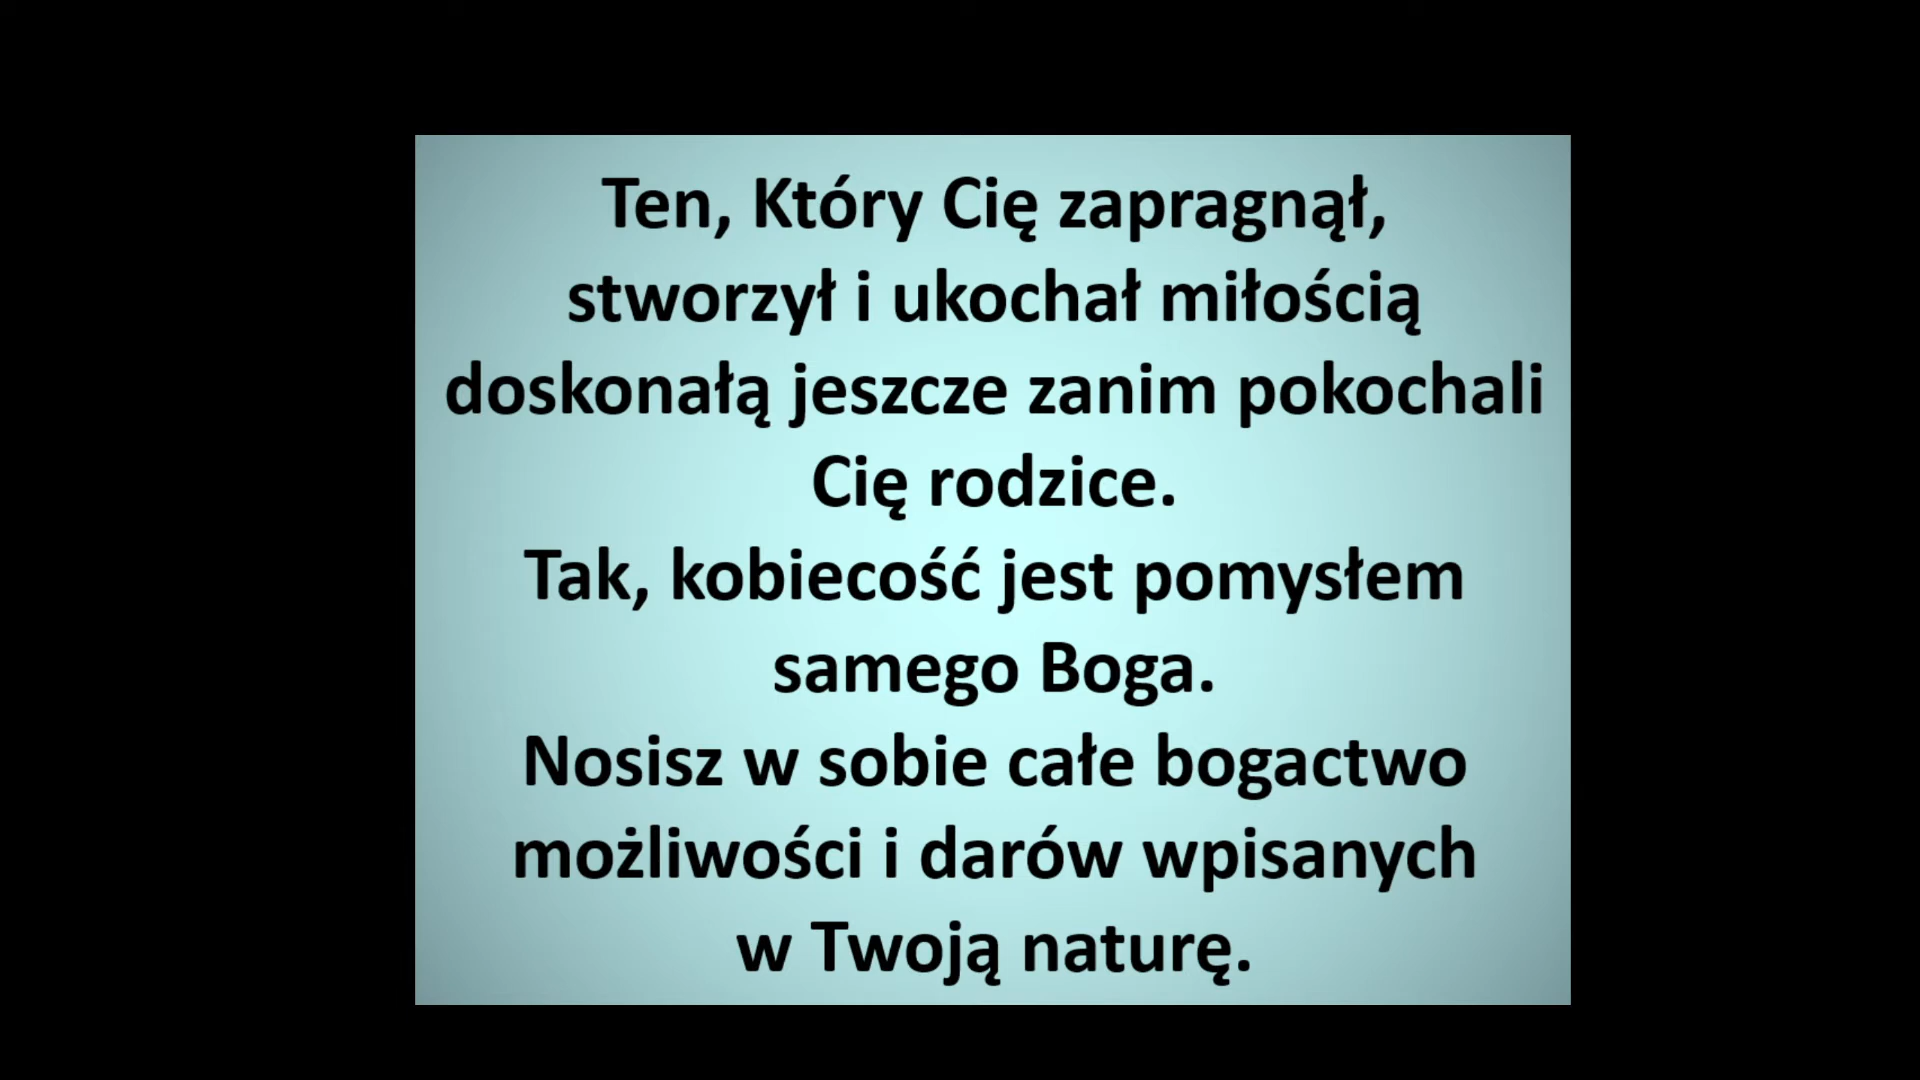 Ten, Który Cię zapragnął,
stworzył i ukochał miłością
doskonałą jeszcze zanim pokochali
Cię rodzice.
Tak, kobiecość jest pomysłem
samego Boga.
Nosisz w sobie całe bogactwo
możliwości i darów wpisanych
w Twoją naturę.